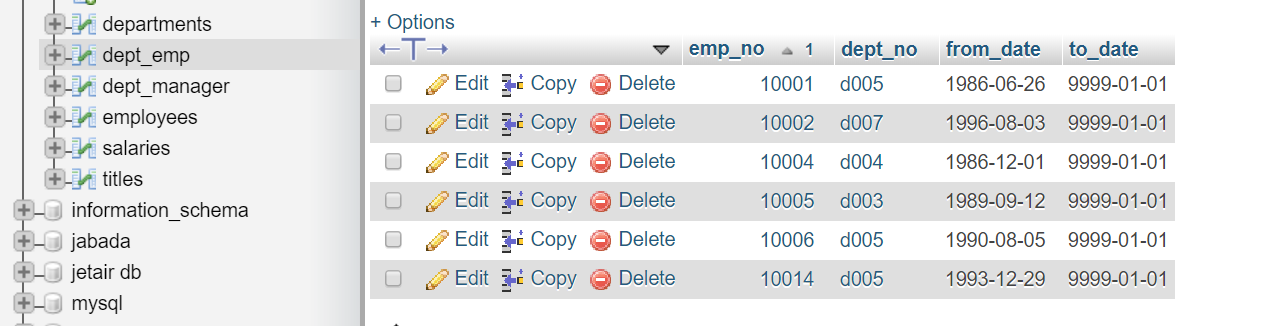 departments
dept_emp
dept_manager
employees
salaries
titles
information_schema
jabada
jetair db
mysql
+ Options
←T→ emp_no 1 dept_no from_date to_date
Edit Copy Delete 10001 d005 1986-06-26 9999-01-01
Edit Copy Delete 10002 d007 1996-08-03 9999-01-01
Edit Copy Delete 10004 d004 1986-12-01 9999-01-01
Edit Copy Delete 10005 d003 1989-09-12 9999-01-01
Edit Copy Delete 10006 d005 1990-08-05 9999-01-01
Edit Copy Delete 10014 d005 1993-12-29 9999-01-01